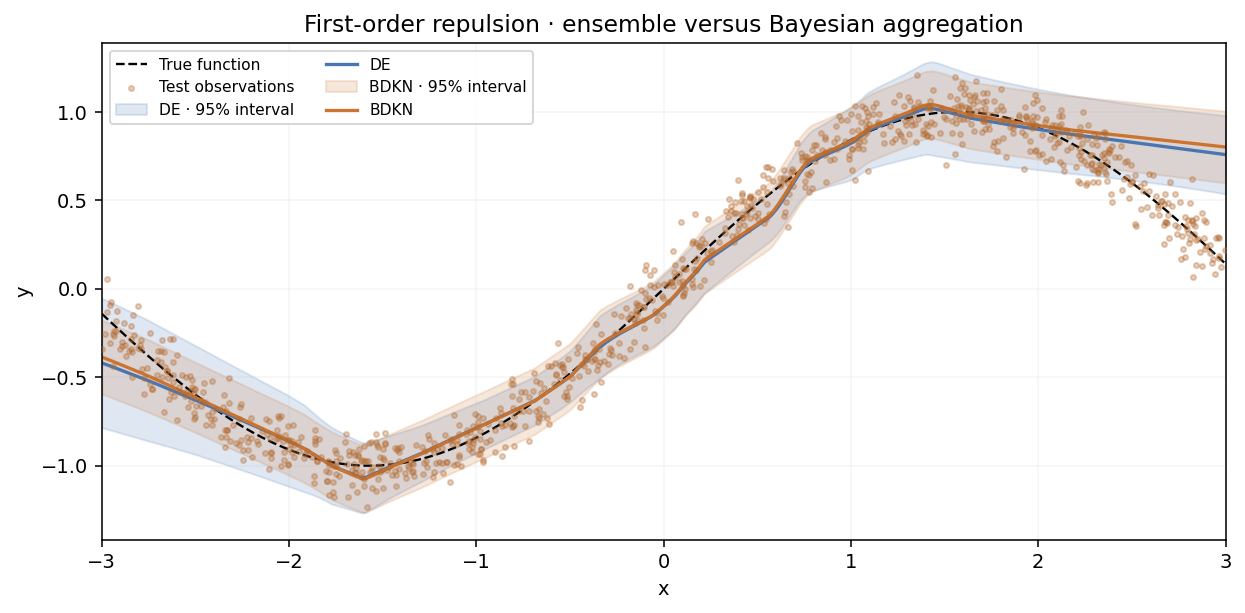 First-order repulsion · ensemble versus Bayesian aggregation
True function
Test observations
DE · 95% interval
DE
BDKN · 95% interval
BDKN
y
1.0
0.5
0.0
−0.5
−1.0
−3 −2 −1 0 1 2 3
x